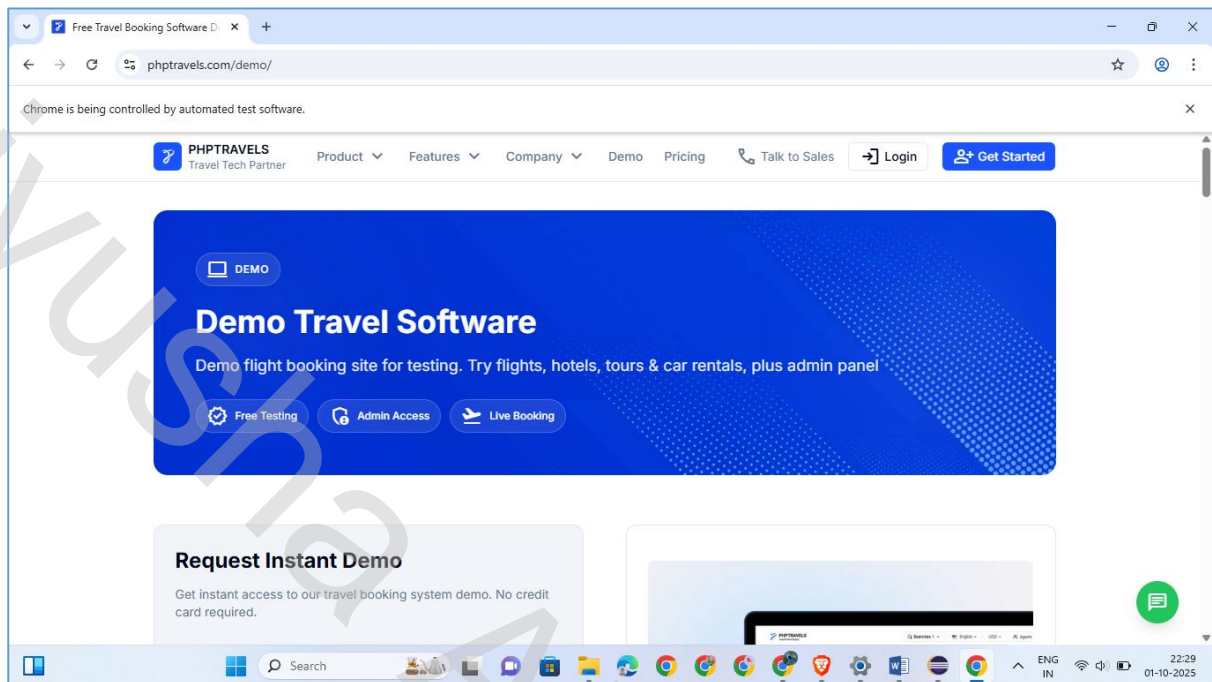 Free Travel Booking Software D
phptravels.com/demo/
Chrome is being controlled by automated test software.
PHPTRAVELS
Travel Tech Partner
Product
Features
Company
Demo
Pricing
Talk to Sales
Login
Get Started
DEMO
Demo Travel Software
Demo flight booking site for testing. Try flights, hotels, tours & car rentals, plus admin panel
Free Testing
Admin Access
Live Booking
Request Instant Demo
Get instant access to our travel booking system demo. No credit
card required.
PHPTRAVELS
English
USD
Search
ENG
IN
22:29
01-10-2025
yusha